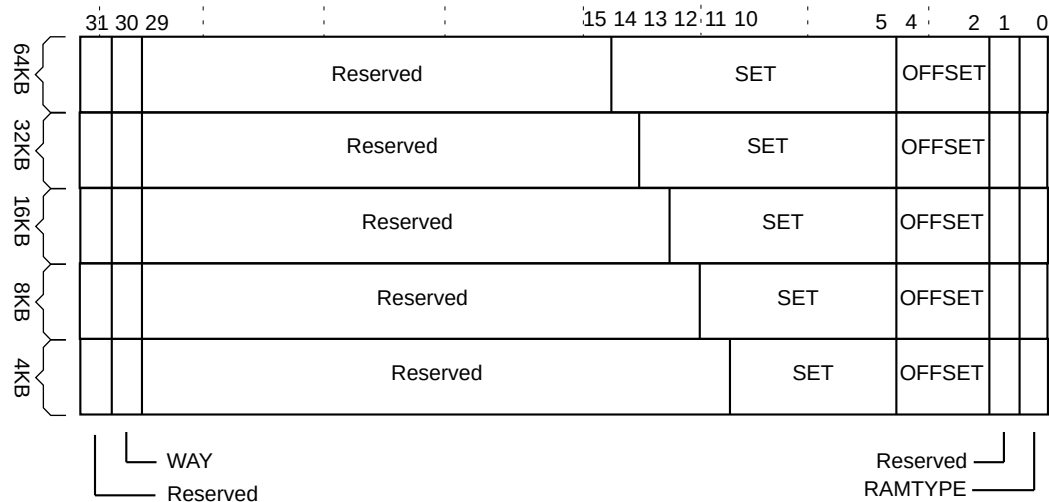 31 30 29 15 14 13 12 11 10 5 4 2 1 0
64KB Reserved SET OFFSET
32KB Reserved SET OFFSET
16KB Reserved SET OFFSET
8KB Reserved SET OFFSET
4KB Reserved SET OFFSET
WAY Reserved
Reserved RAMTYPE